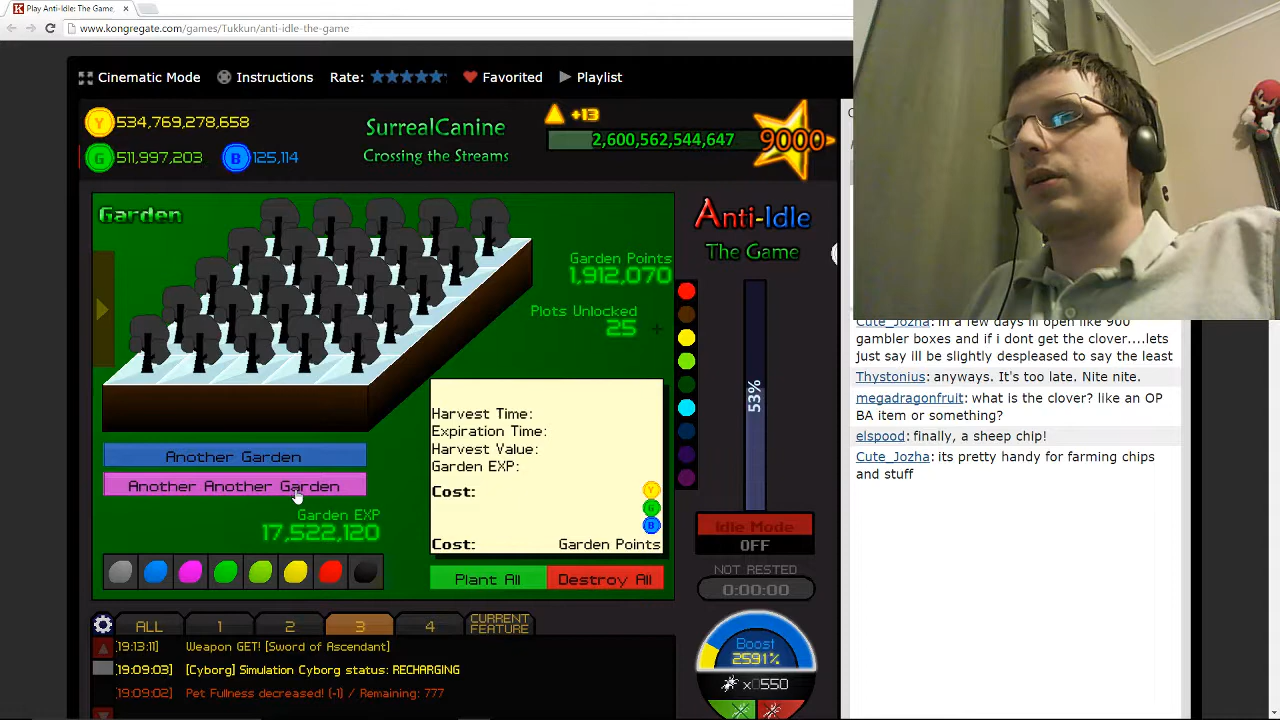 Play Anti-Idle: The Game,
www.kongregate.com/games/Tukkun/anti-idle-the-game
Cinematic Mode
Instructions
Rate:
Favorited
Playlist
534,769,278,658
511,997,203
125,114
SurrealCanine
Crossing the Streams
+13
2,600,562,544,647
9000
Garden
Garden Points
1,912,070
Plots Unlocked
25
Anti-Idle
The Game
53%
Harvest Time:
Expiration Time:
Harvest Value:
Garden EXP:
Cost:
Y
G
B
Cost:
Garden Points
Another Garden
Another Another Garden
Garden EXP
17,522,120
Plant All
Destroy All
Idle Mode
OFF
NOT RESTED
0:00:00
Boost
2591%
x0550
ALL
1
2
3
4
CURRENT
FEATURE
[19:13:11] Weapon GET! [Sword of Ascendant]
[19:09:03] [Cyborg] Simulation Cyborg status: RECHARGING
[19:09:02] Pet Fullness decreased! (-1) / Remaining: 777
Cute_Jozha: in a few days ill open like 900
gambler boxes and if i dont get the clover....lets
just say ill be slightly despleased to say the least
Thystonius: anyways. It's too late. Nite nite.
megadragonfruit: what is the clover? like an OP
BA item or something?
elspood: finally, a sheep chip!
Cute_Jozha: its pretty handy for farming chips
and stuff